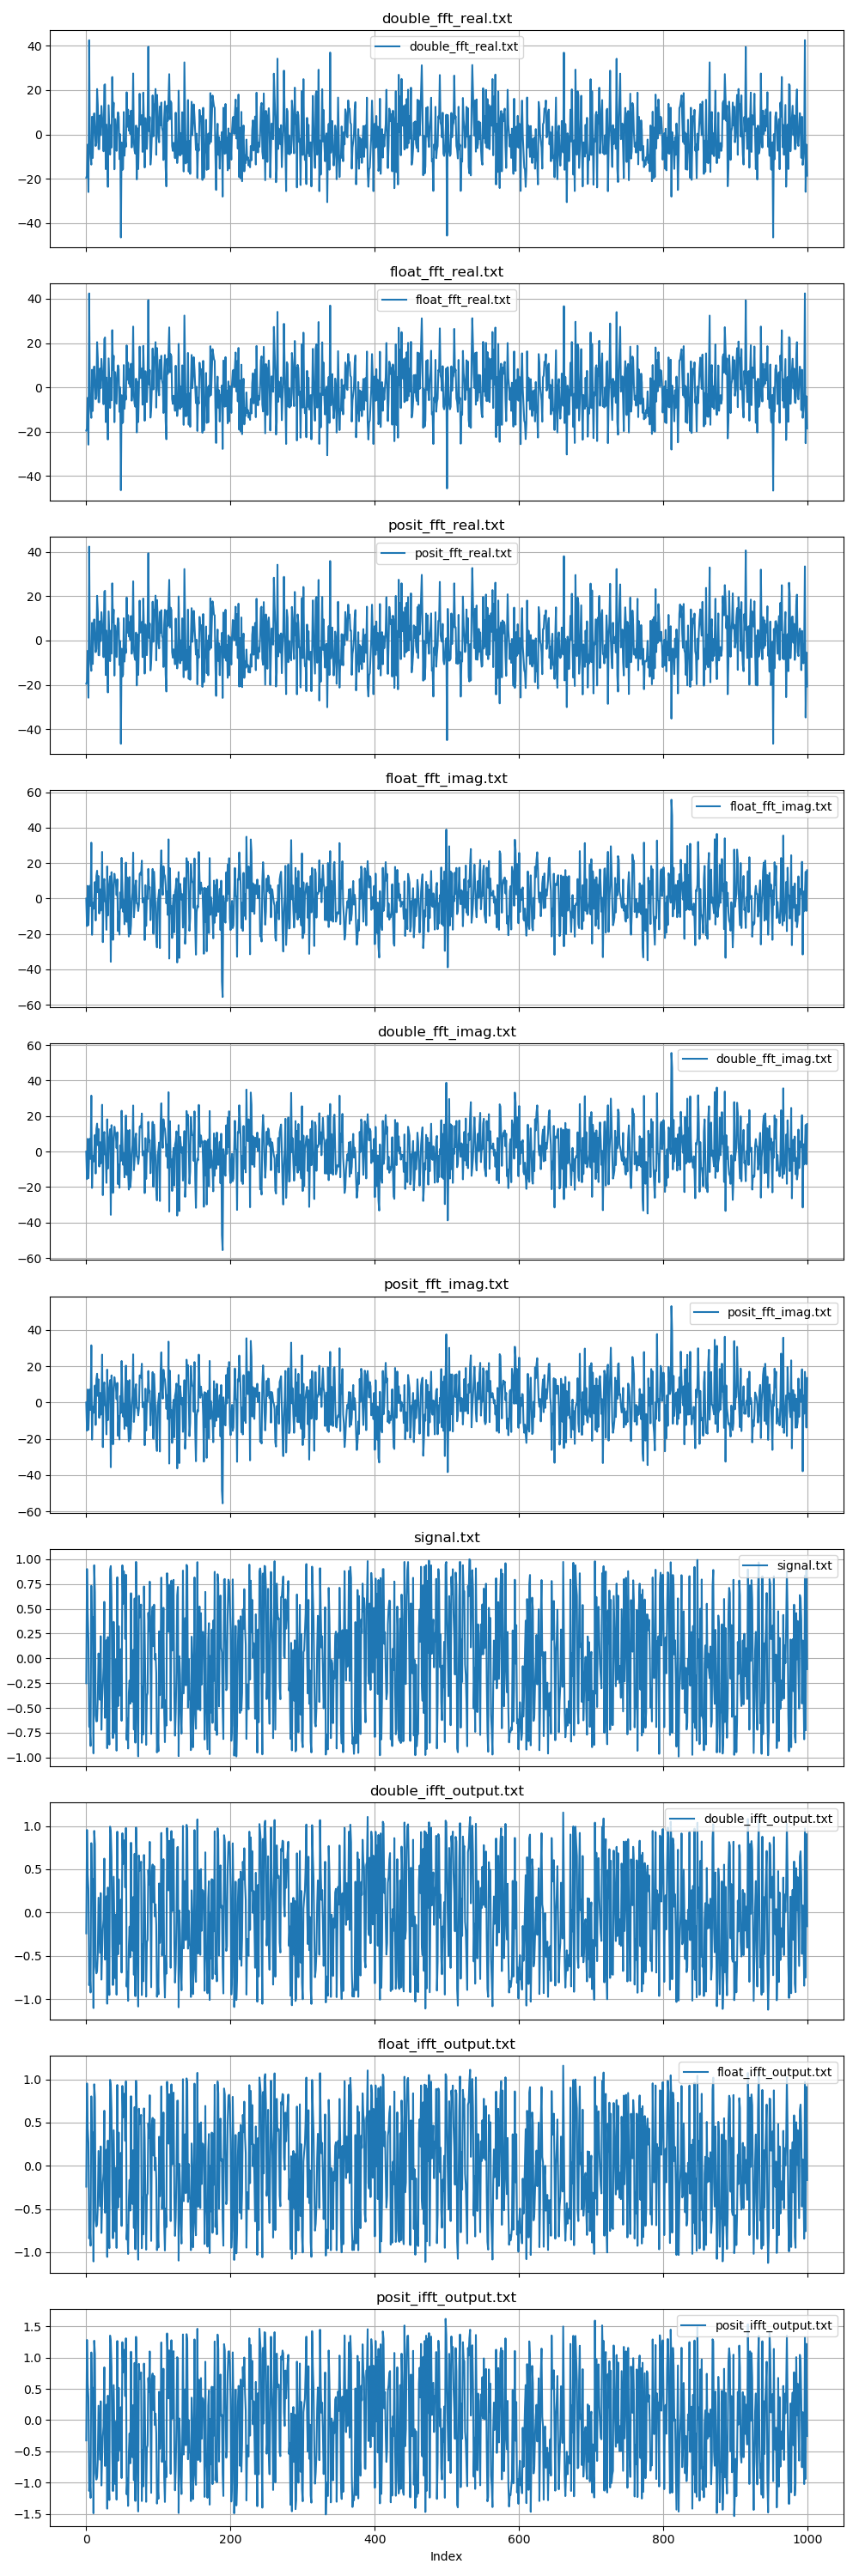 double_fft_real.txt
double_fft_real.txt
40
20
0
−20
−40
float_fft_real.txt
float_fft_real.txt
40
20
0
−20
−40
posit_fft_real.txt
posit_fft_real.txt
40
20
0
−20
−40
float_fft_imag.txt
float_fft_imag.txt
60
40
20
0
−20
−40
−60
double_fft_imag.txt
double_fft_imag.txt
60
40
20
0
−20
−40
−60
posit_fft_imag.txt
posit_fft_imag.txt
40
20
0
−20
−40
−60
signal.txt
signal.txt
1.00
0.75
0.50
0.25
0.00
−0.25
−0.50
−0.75
−1.00
double_ifft_output.txt
double_ifft_output.txt
1.0
0.5
0.0
−0.5
−1.0
float_ifft_output.txt
float_ifft_output.txt
1.0
0.5
0.0
−0.5
−1.0
posit_ifft_output.txt
posit_ifft_output.txt
1.5
1.0
0.5
0.0
−0.5
−1.0
−1.5
0 200 400 600 800 1000
Index